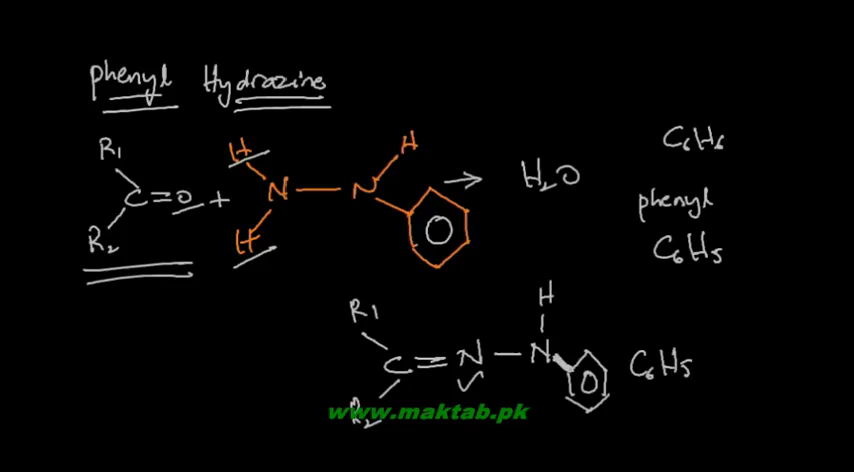 phenyl Hydrazine
R1
R2
C=O +
H
H
N — N
H
→ H2O
C6H6
phenyl
C6H5
R1
R2
C = N — N
H
C6H5
www.maktab.pk